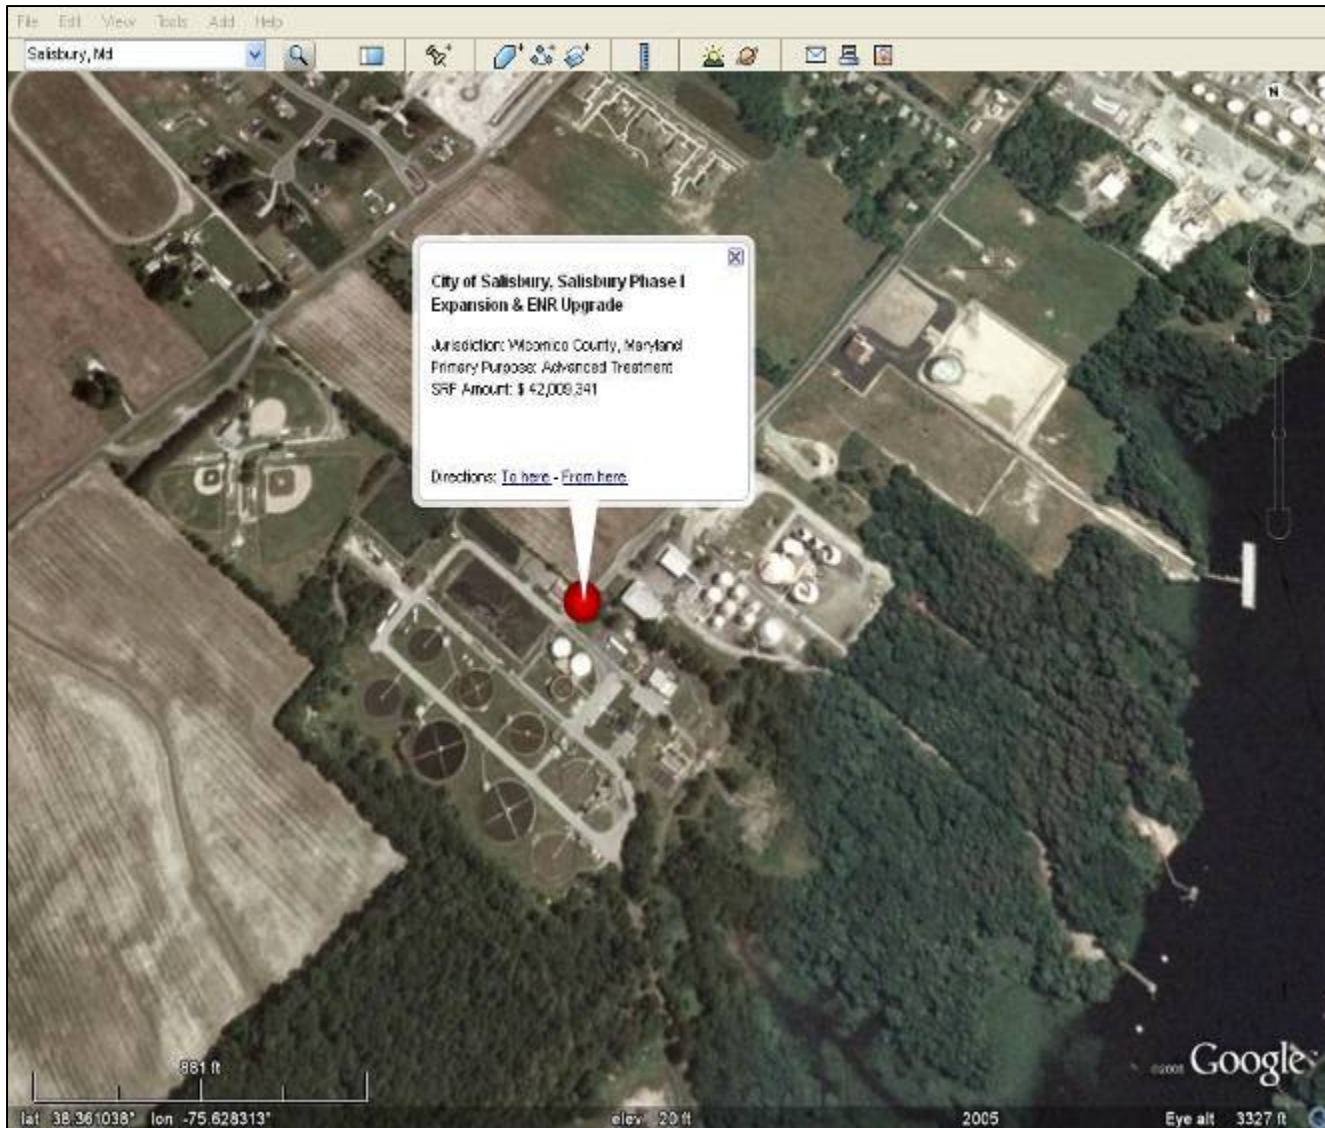 File Edit View Tools Add Help
Salisbury, Md
N
City of Salisbury, Salisbury Phase I
Expansion & ENR Upgrade
Jurisdiction: Wicomico County, Maryland
Primary Purpose: Advanced Treatment
SRF Amount: $ 42,009,341
Directions: To here - From here
881 ft
Google
lat 38.361038° lon -75.628313° elev 20 ft 2005 Eye alt 3327 ft